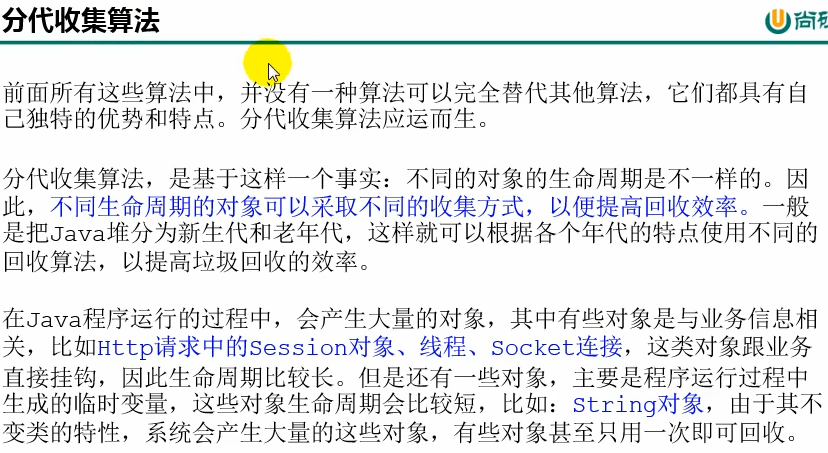 分代收集算法
尚硅
前面所有这些算法中，并没有一种算法可以完全替代其他算法，它们都具有自
己独特的优势和特点。分代收集算法应运而生。
分代收集算法，是基于这样一个事实：不同的对象的生命周期是不一样的。因
此，不同生命周期的对象可以采取不同的收集方式，以便提高回收效率。一般
是把Java堆分为新生代和老年代，这样就可以根据各个年代的特点使用不同的
回收算法，以提高垃圾回收的效率。
在Java程序运行的过程中，会产生大量的对象，其中有些对象是与业务信息相
关，比如Http请求中的Session对象、线程、Socket连接，这类对象跟业务
直接挂钩，因此生命周期比较长。但是还有一些对象，主要是程序运行过程中
生成的临时变量，这些对象生命周期会比较短，比如：String对象，由于其不
变类的特性，系统会产生大量的这些对象，有些对象甚至只用一次即可回收。